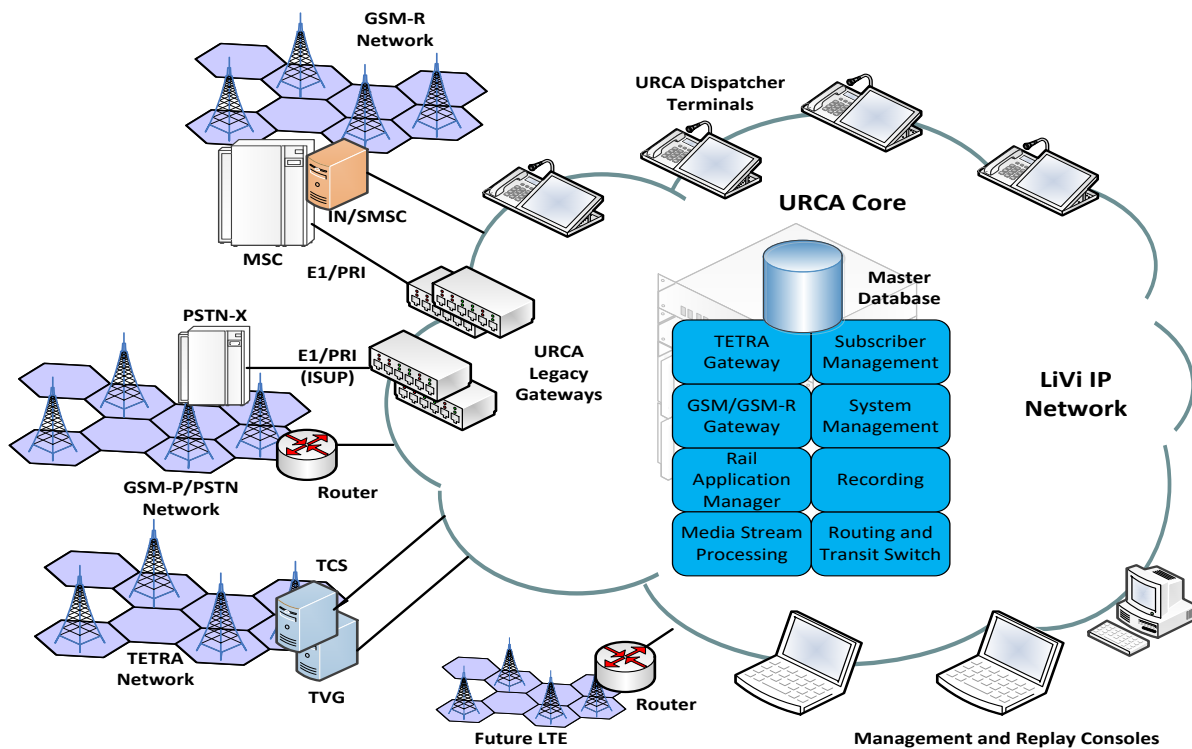 GSM-R
Network
URCA Dispatcher
Terminals
IN/SMSC
MSC
E1/PRI
URCA Core
Master
Database
PSTN-X
E1/PRI
(ISUP)
URCA
Legacy
Gateways
TETRA
Gateway
Subscriber
Management
GSM/GSM-R
Gateway
System
Management
Rail
Application
Manager
Recording
Media Stream
Processing
Routing and
Transit Switch
LiVi IP
Network
Router
GSM-P/PSTN
Network
TCS
TETRA
Network
TVG
Router
Future LTE
Management and Replay Consoles